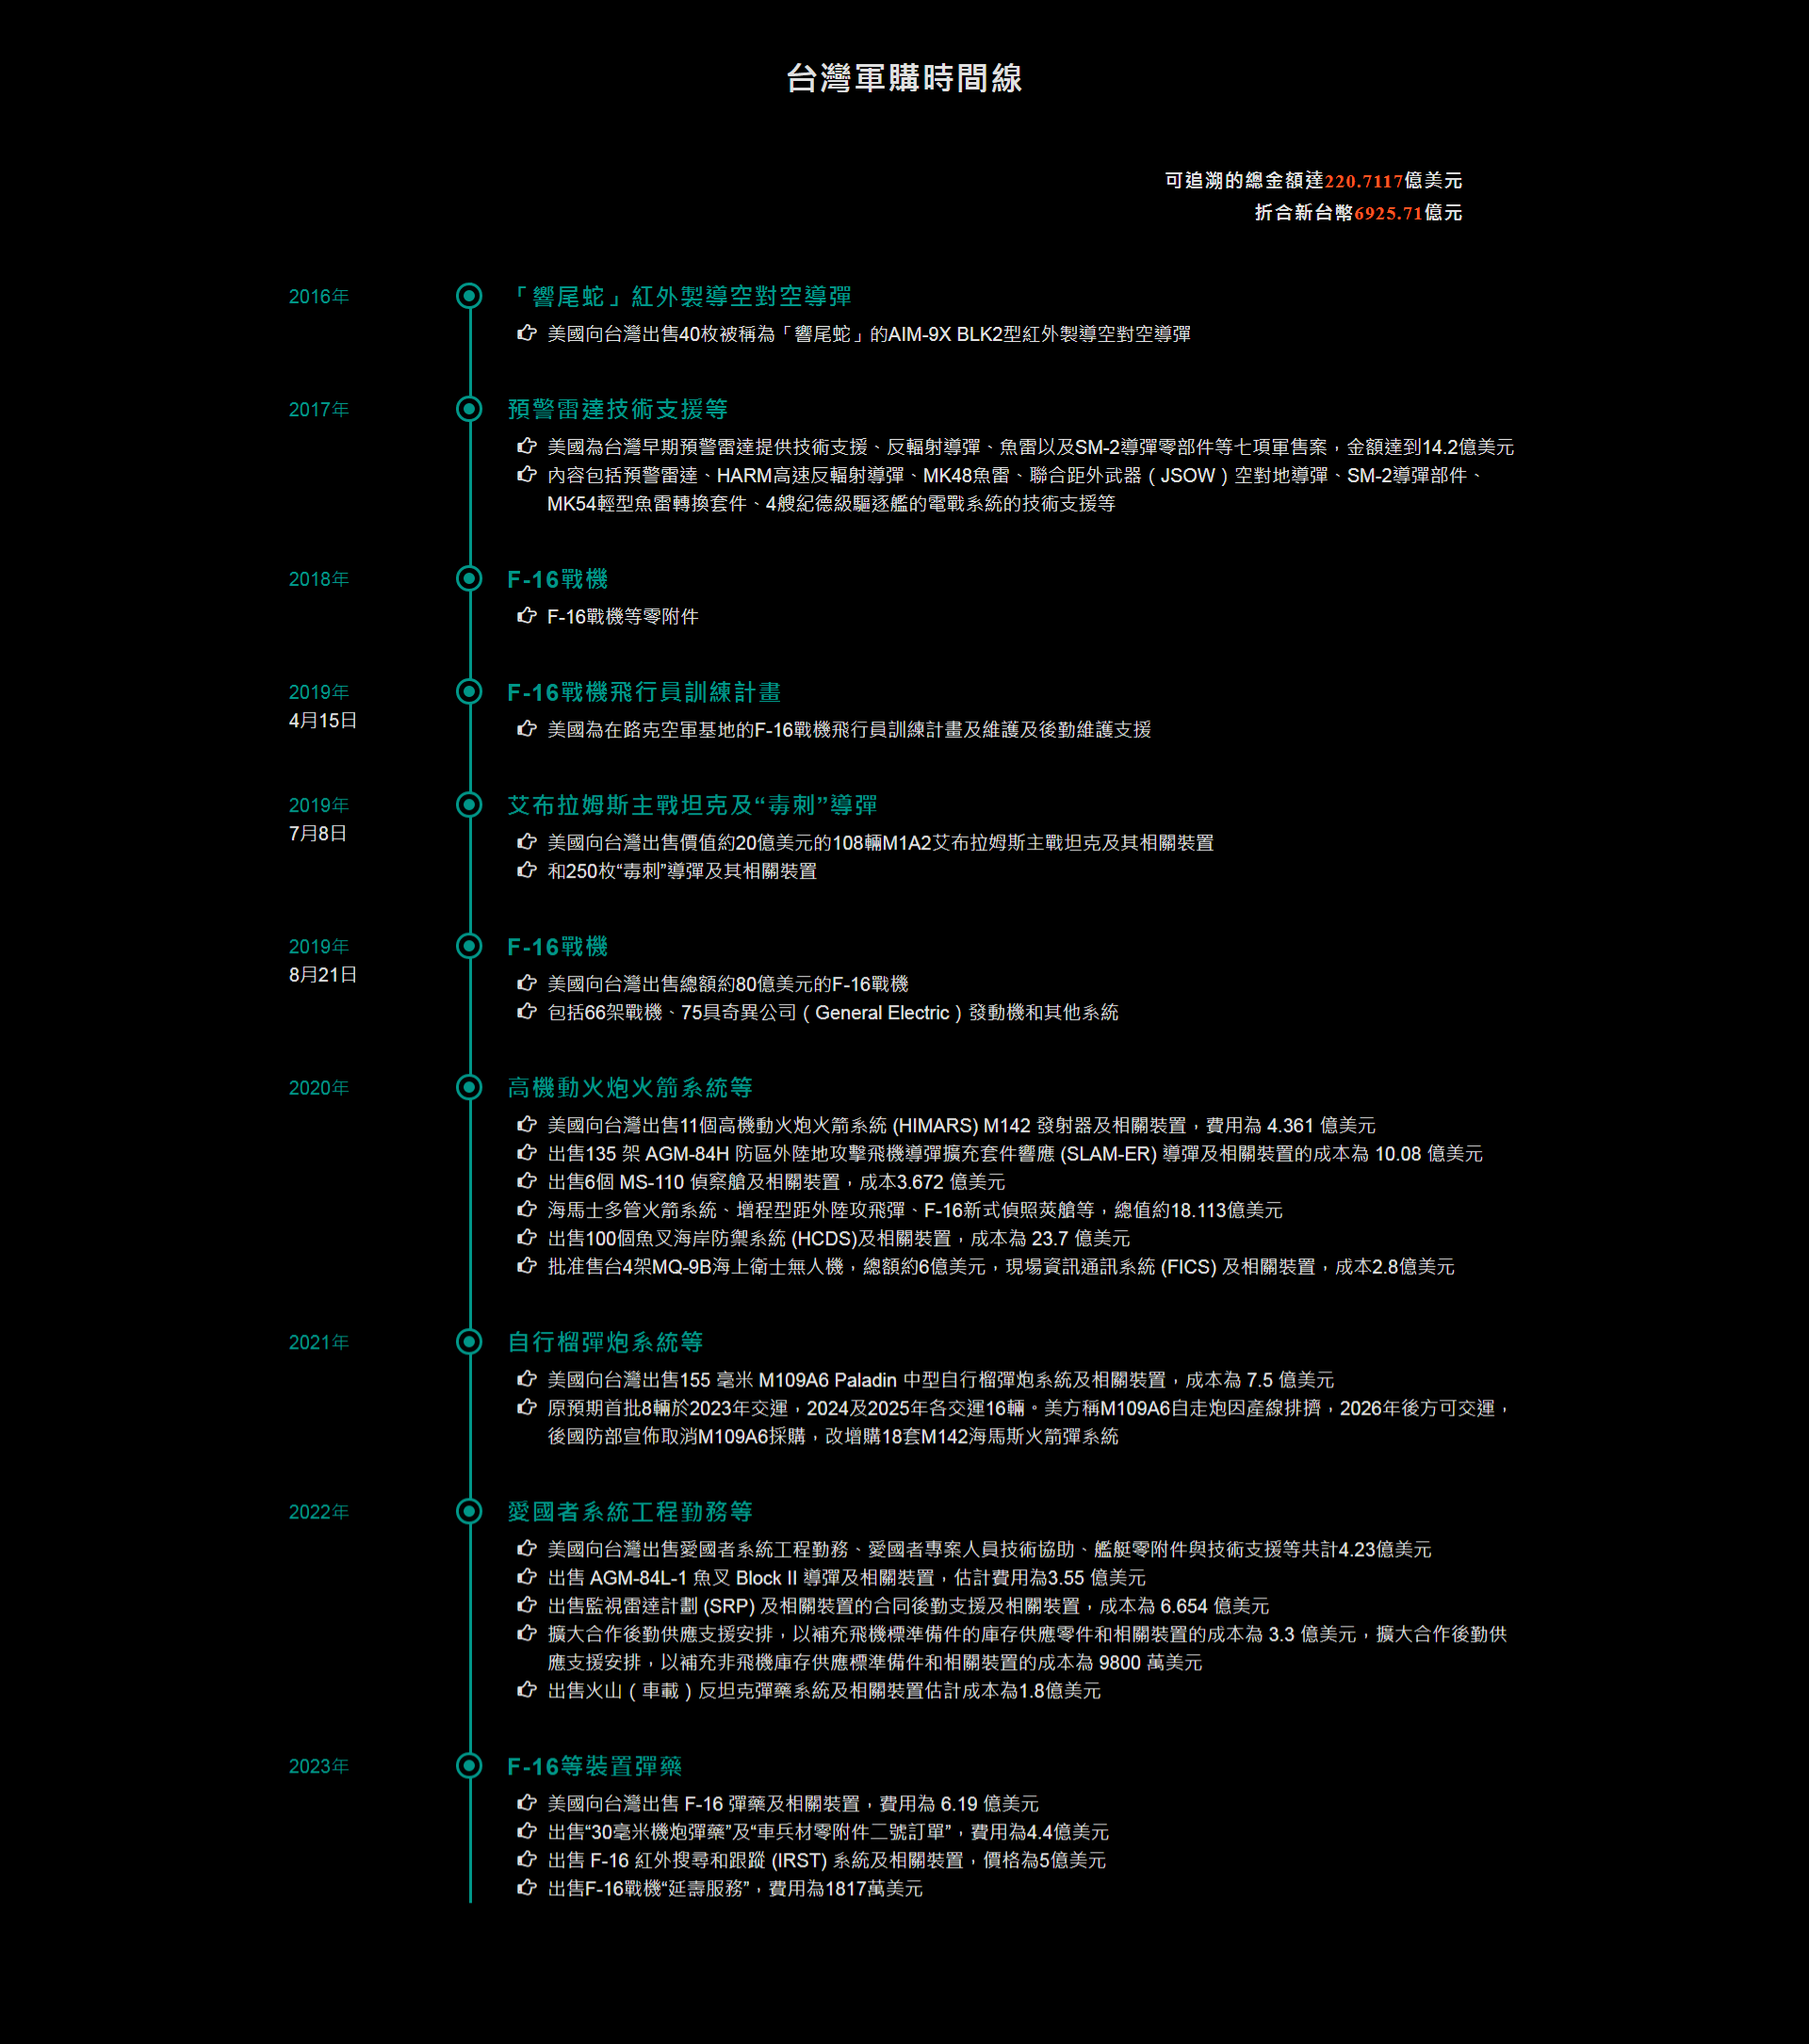 台灣軍購時間線
可追溯的總金額達220.7117億美元
折合新台幣6925.71億元
2016年
「響尾蛇」紅外製導空對空導彈
美國向台灣出售40枚被稱為「響尾蛇」的AIM-9X BLK2型紅外製導空對空導彈
2017年
預警雷達技術支援等
美國為台灣早期預警雷達提供技術支援、反輻射導彈、魚雷以及SM-2導彈零部件等七項軍售案，金額達到14.2億美元
內容包括預警雷達、HARM高速反輻射導彈、MK48魚雷、聯合距外武器（JSOW）空對地導彈、SM-2導彈部件、
MK54輕型魚雷轉換套件、4艘紀德級驅逐艦的電戰系統的技術支援等
2018年
F-16戰機
F-16戰機等零附件
2019年
4月15日
F-16戰機飛行員訓練計畫
美國為在路克空軍基地的F-16戰機飛行員訓練計畫及維護及後勤維護支援
2019年
7月8日
艾布拉姆斯主戰坦克及“毒刺”導彈
美國向台灣出售價值約20億美元的108輛M1A2艾布拉姆斯主戰坦克及其相關裝置
和250枚“毒刺”導彈及其相關裝置
2019年
8月21日
F-16戰機
美國向台灣出售總額約80億美元的F-16戰機
包括66架戰機、75具奇異公司（General Electric）發動機和其他系統
2020年
高機動火炮火箭系統等
美國向台灣出售11個高機動火炮火箭系統 (HIMARS) M142 發射器及相關裝置，費用為 4.361 億美元
出售135 架 AGM-84H 防區外陸地攻擊飛機導彈擴充套件響應 (SLAM-ER) 導彈及相關裝置的成本為 10.08 億美元
出售6個 MS-110 偵察艙及相關裝置，成本3.672 億美元
海馬士多管火箭系統、增程型距外陸攻飛彈、F-16新式偵照莢艙等，總值約18.113億美元
出售100個魚叉海岸防禦系統 (HCDS)及相關裝置，成本為 23.7 億美元
批准售台4架MQ-9B海上衛士無人機，總額約6億美元，現場資訊通訊系統 (FICS) 及相關裝置，成本2.8億美元
2021年
自行榴彈炮系統等
美國向台灣出售155 毫米 M109A6 Paladin 中型自行榴彈炮系統及相關裝置，成本為 7.5 億美元
原預期首批8輛於2023年交運，2024及2025年各交運16輛。美方稱M109A6自走炮因產線排擠，2026年後方可交運，
後國防部宣佈取消M109A6採購，改增購18套M142海馬斯火箭彈系統
2022年
愛國者系統工程勤務等
美國向台灣出售愛國者系統工程勤務、愛國者專案人員技術協助、艦艇零附件與技術支援等共計4.23億美元
出售 AGM-84L-1 魚叉 Block II 導彈及相關裝置，估計費用為3.55 億美元
出售監視雷達計劃 (SRP) 及相關裝置的合同後勤支援及相關裝置，成本為 6.654 億美元
擴大合作後勤供應支援安排，以補充飛機標準備件的庫存供應零件和相關裝置的成本為 3.3 億美元，擴大合作後勤供
應支援安排，以補充非飛機庫存供應標準備件和相關裝置的成本為 9800 萬美元
出售火山（車載）反坦克彈藥系統及相關裝置估計成本為1.8億美元
2023年
F-16等裝置彈藥
美國向台灣出售 F-16 彈藥及相關裝置，費用為 6.19 億美元
出售“30毫米機炮彈藥”及“車兵材零附件二號訂單”，費用為4.4億美元
出售 F-16 紅外搜尋和跟蹤 (IRST) 系統及相關裝置，價格為5億美元
出售F-16戰機“延壽服務”，費用為1817萬美元